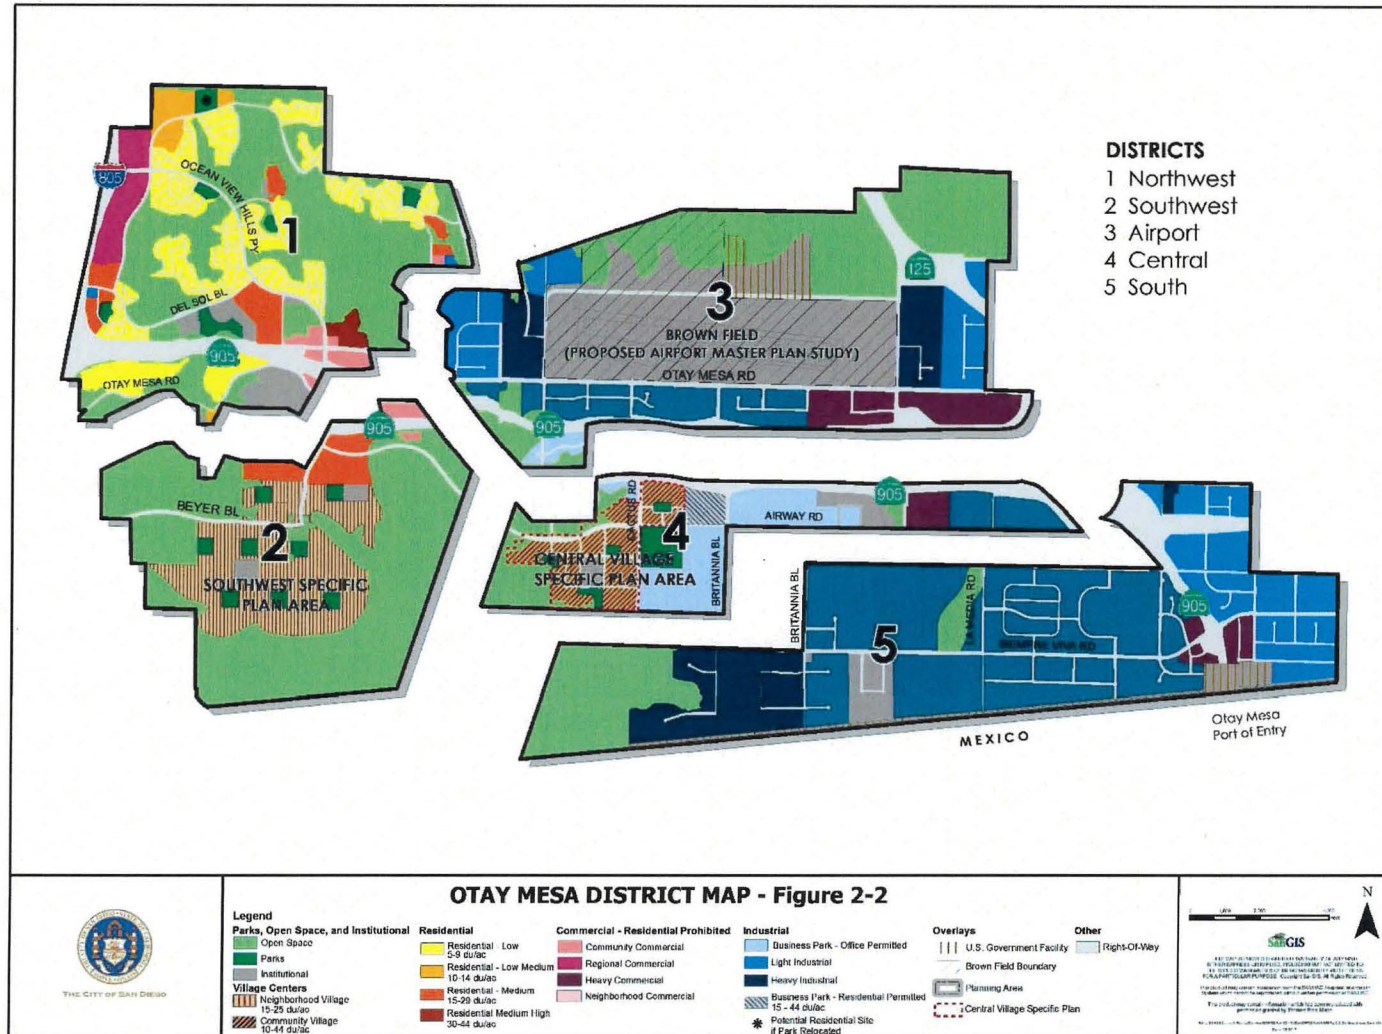 DISTRICTS
1 Northwest
2 Southwest
3 Airport
4 Central
5 South
805
OCEAN VIEW HILLS PY
1
DEL SOL BL
905
OTAY MESA RD
125
3
BROWN FIELD
(PROPOSED AIRPORT MASTER PLAN STUDY)
OTAY MESA RD
905
905
BEYER BL
2
SOUTHWEST SPECIFIC
PLAN AREA
CACTUS RD
4
CENTRAL VILLAGE
SPECIFIC PLAN AREA
BRITANNIA BL
AIRWAY RD
905
BRITANNIA BL
LA MEDIA RD
905
5
SIEMPRE VIVA RD
MEXICO
Otay Mesa
Port of Entry
OTAY MESA DISTRICT MAP - Figure 2-2
THE CITY OF SAN DIEGO
Legend
Parks, Open Space, and Institutional
Open Space
Parks
Institutional
Village Centers
Neighborhood Village
15-25 du/ac
Community Village
10-44 du/ac
Residential
Residential - Low
5-9 du/ac
Residential - Low Medium
10-14 du/ac
Residential - Medium
15-29 du/ac
Residential Medium High
30-44 du/ac
Commercial - Residential Prohibited
Community Commercial
Regional Commercial
Heavy Commercial
Neighborhood Commercial
Industrial
Business Park - Office Permitted
Light Industrial
Heavy Industrial
Business Park - Residential Permitted
15 - 44 du/ac
Potential Residential Site
if Park Relocated
Overlays
U.S. Government Facility
Brown Field Boundary
Planning Area
Central Village Specific Plan
Other
Right-Of-Way
N
SanGIS